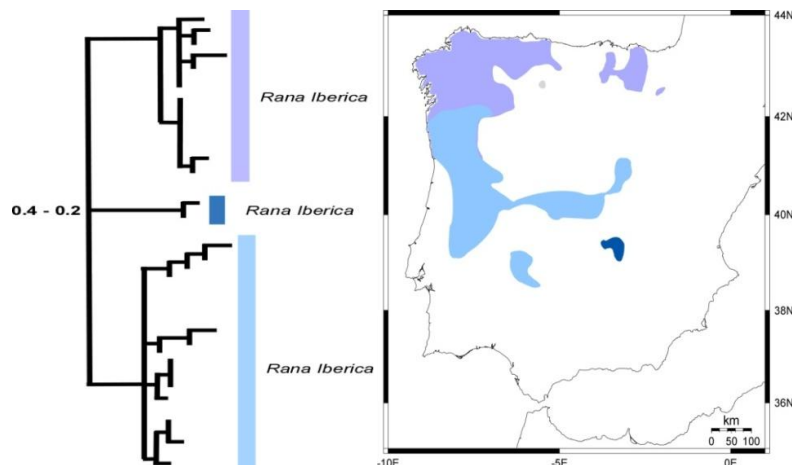 Rana Iberica
0.4 - 0.2
Rana Iberica
Rana Iberica
44N
42N
40N
38N
36N
km
0 50 100
-10E
-5E
0E